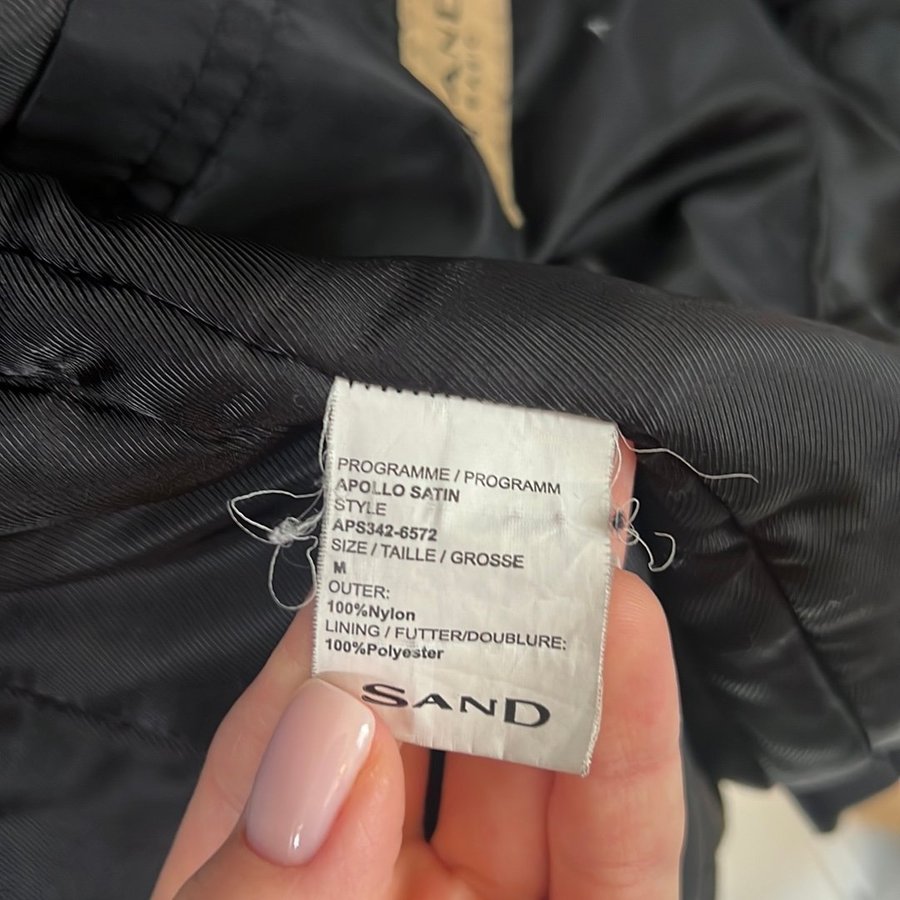 PROGRAMME / PROGRAMM
APOLLO SATIN
STYLE
APS342-6572
SIZE / TAILLE / GROSSE
M
OUTER:
100%Nylon
LINING / FUTTER/DOUBLURE:
100%Polyester
SAND